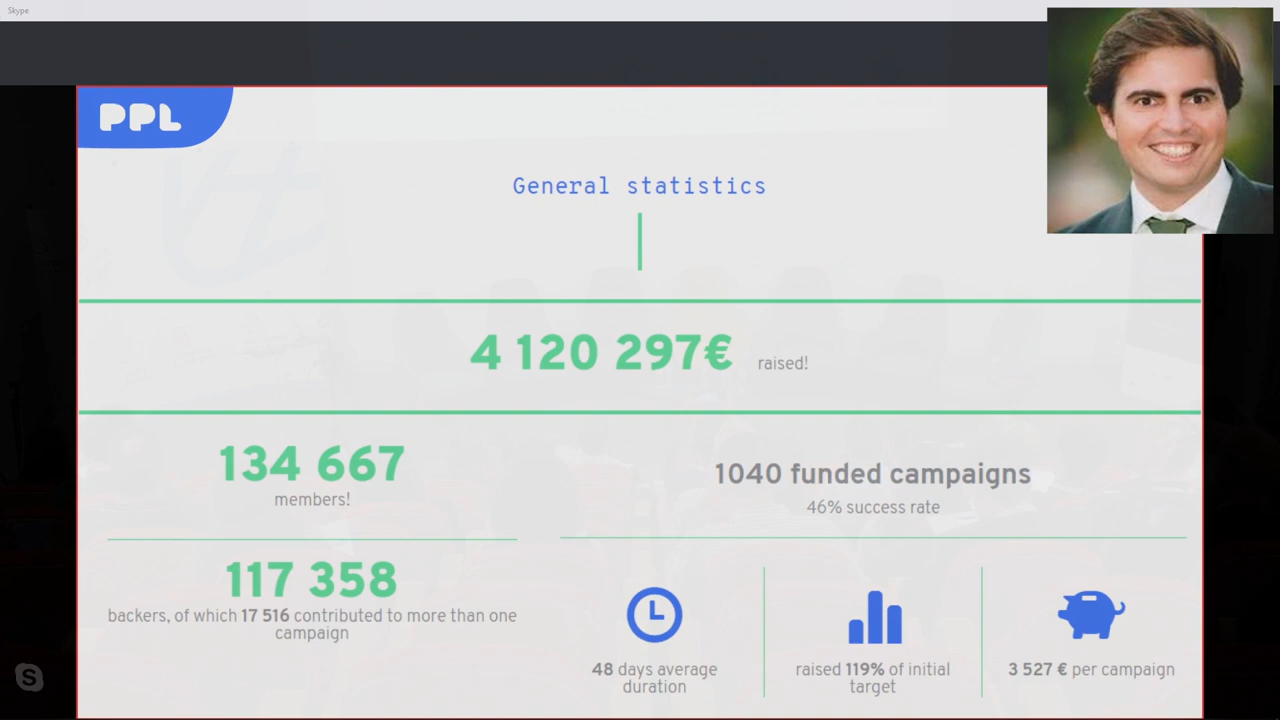 Skype
PPL
General statistics
4 120 297€ raised!
134 667
members!
117 358
backers, of which 17 516 contributed to more than one
campaign
1040 funded campaigns
46% success rate
48 days average
duration
raised 119% of initial
target
3 527 € per campaign
S